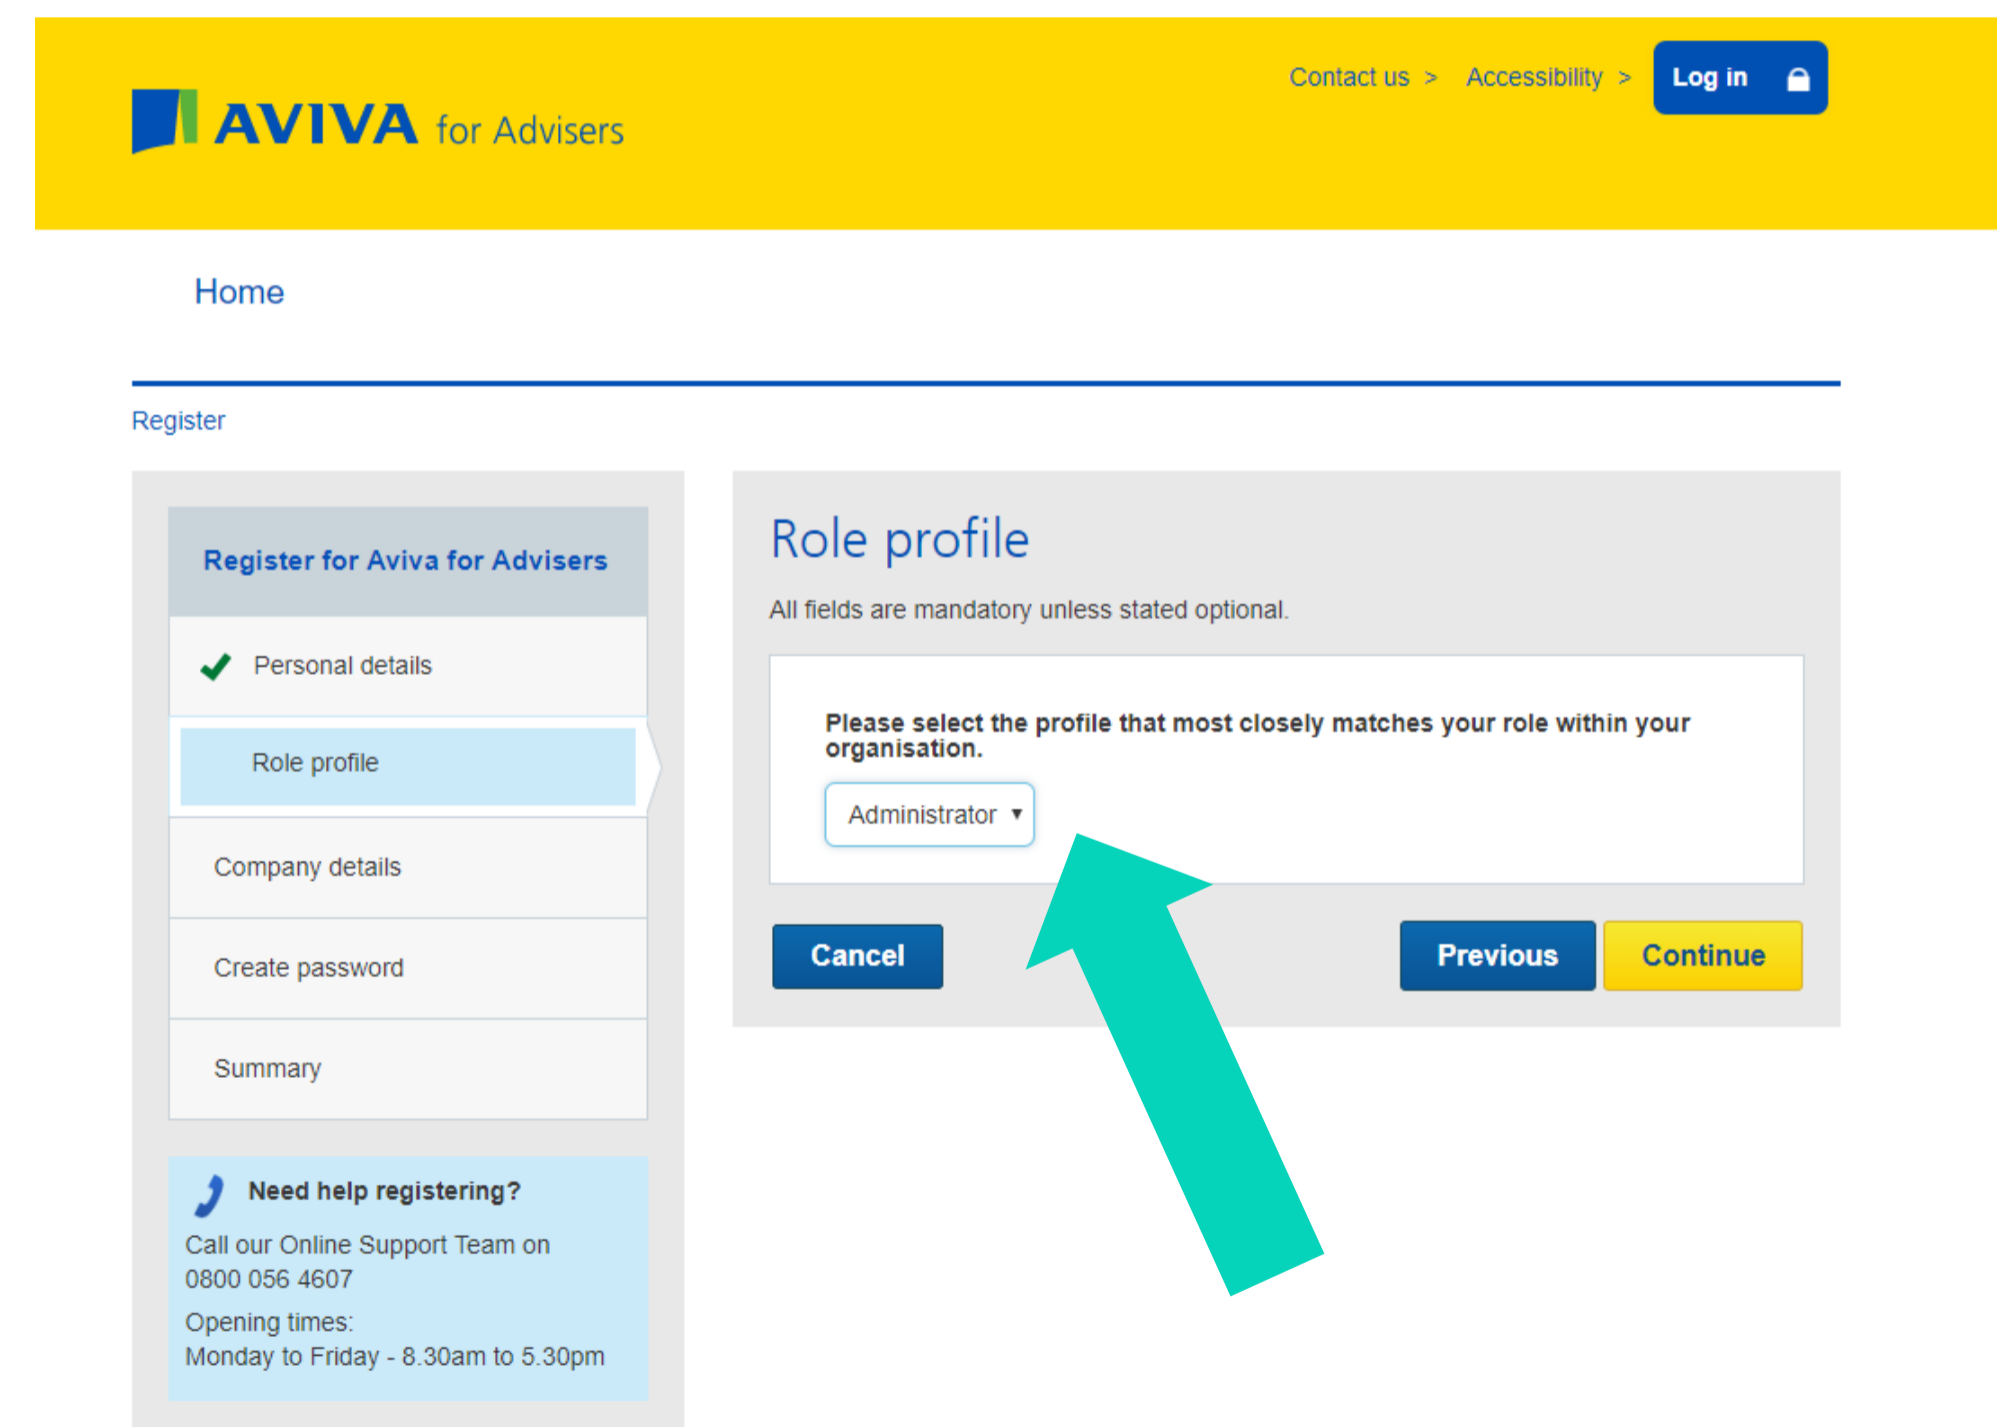 Contact us > Accessibility > Log in
AVIVA for Advisers
Home
Register
Register for Aviva for Advisers
Personal details
Role profile
Company details
Create password
Summary
Need help registering?
Call our Online Support Team on
0800 056 4607
Opening times:
Monday to Friday - 8.30am to 5.30pm
Role profile
All fields are mandatory unless stated optional.
Please select the profile that most closely matches your role within your
organisation.
Administrator
Cancel
Previous
Continue